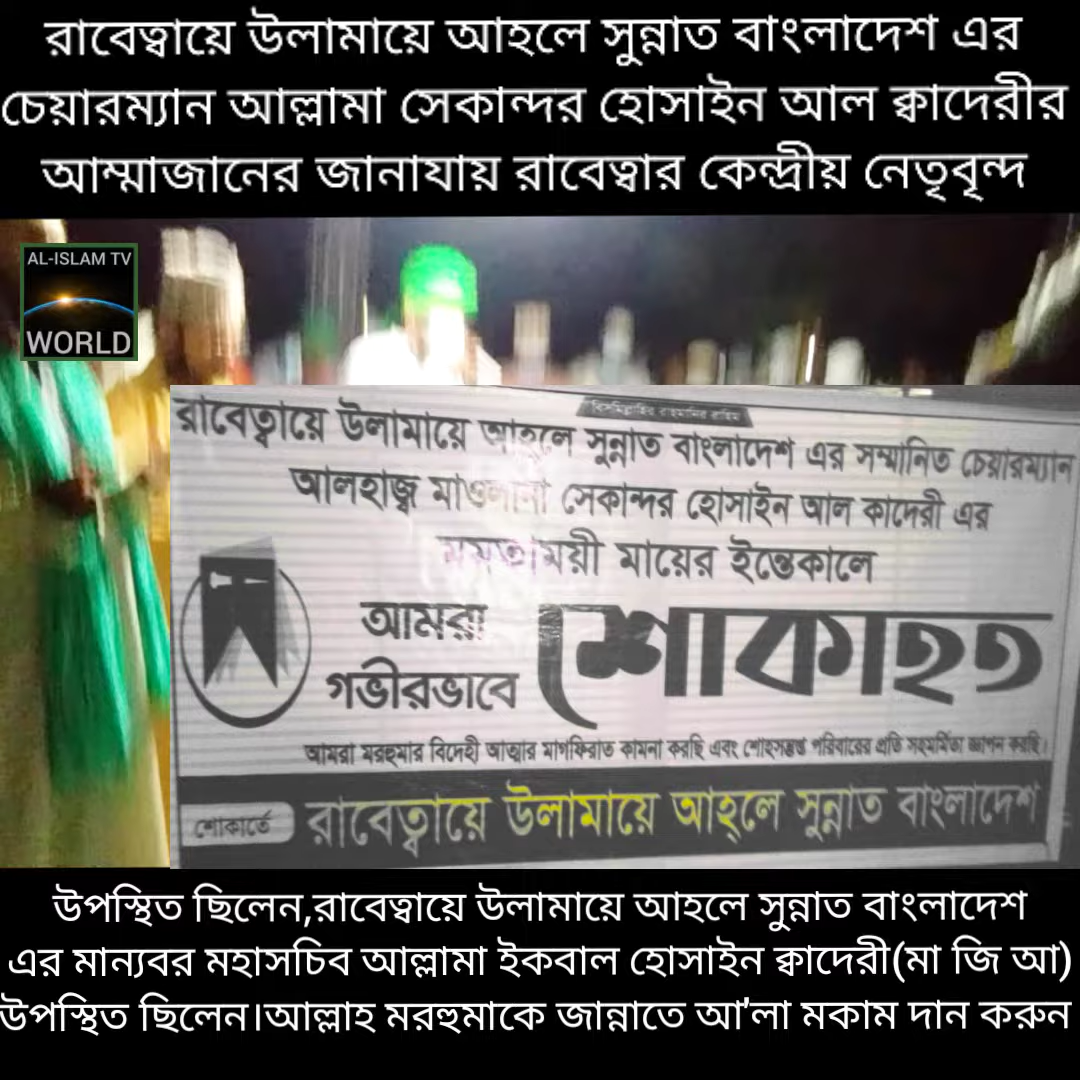 রাবেত্বায়ে উলামায়ে আহলে সুন্নাত বাংলাদেশ এর
চেয়ারম্যান আল্লামা সেকান্দর হোসাইন আল ক্বাদেরীর
আম্মাজানের জানাযায় রাবেত্বার কেন্দ্রীয় নেতৃবৃন্দ
AL-ISLAM TV
WORLD
বিসমিল্লাহির রাহমানির রাহিম
রাবেত্বায়ে উলামায়ে আহলে সুন্নাত বাংলাদেশ এর সম্মানিত চেয়ারম্যান
আলহাজ্ব মাওলানা সেকান্দর হোসাইন আল কাদেরী এর
মমতাময়ী মায়ের ইন্তেকালে
আমরা
গভীরভাবে শোকাহত
আমরা মরহুমার বিদেহী আত্মার মাগফিরাত কামনা করছি এবং শোকসন্তপ্ত পরিবারের প্রতি সহমর্মিতা জ্ঞাপন করছি।
শোকার্তে রাবেত্বায়ে উলামায়ে আহ্‌লে সুন্নাত বাংলাদেশ
উপস্থিত ছিলেন,রাবেত্বায়ে উলামায়ে আহলে সুন্নাত বাংলাদেশ
এর মান্যবর মহাসচিব আল্লামা ইকবাল হোসাইন ক্বাদেরী(মা জি আ)
উপস্থিত ছিলেন।আল্লাহ মরহুমাকে জান্নাতে আ'লা মকাম দান করুন